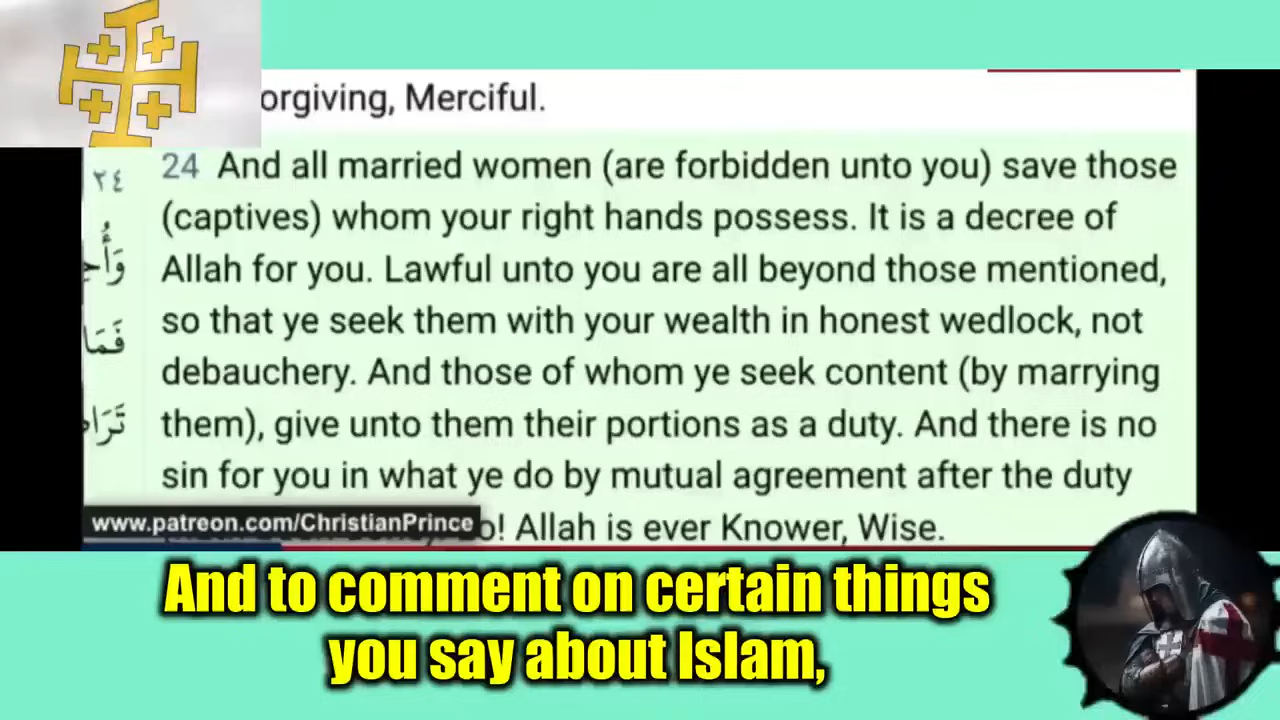 orgiving, Merciful.
24 And all married women (are forbidden unto you) save those
(captives) whom your right hands possess. It is a decree of
Allah for you. Lawful unto you are all beyond those mentioned,
so that ye seek them with your wealth in honest wedlock, not
debauchery. And those of whom ye seek content (by marrying
them), give unto them their portions as a duty. And there is no
sin for you in what ye do by mutual agreement after the duty
o! Allah is ever Knower, Wise.
٢٤
وَأُح
فَمَا
تَرَا
www.patreon.com/ChristianPrince
And to comment on certain things
you say about Islam,